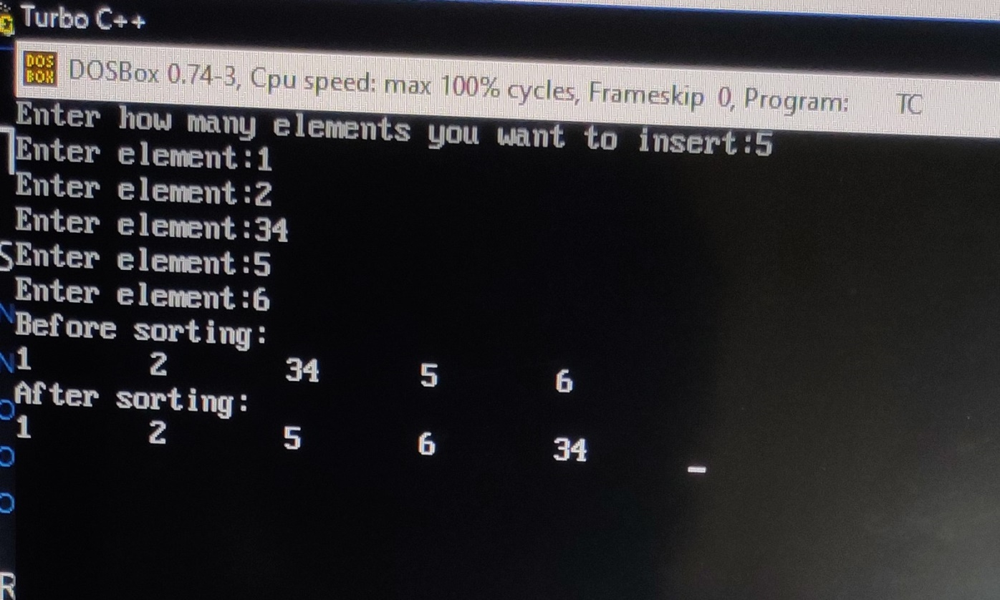 Turbo C++
DOS
BOX
DOSBox 0.74-3, Cpu speed: max 100% cycles, Frameskip 0, Program: TC
Enter how many elements you want to insert:5
Enter element:1
Enter element:2
Enter element:34
Enter element:5
Enter element:6
Before sorting:
1 2 34 5 6
After sorting:
1 2 5 6 34